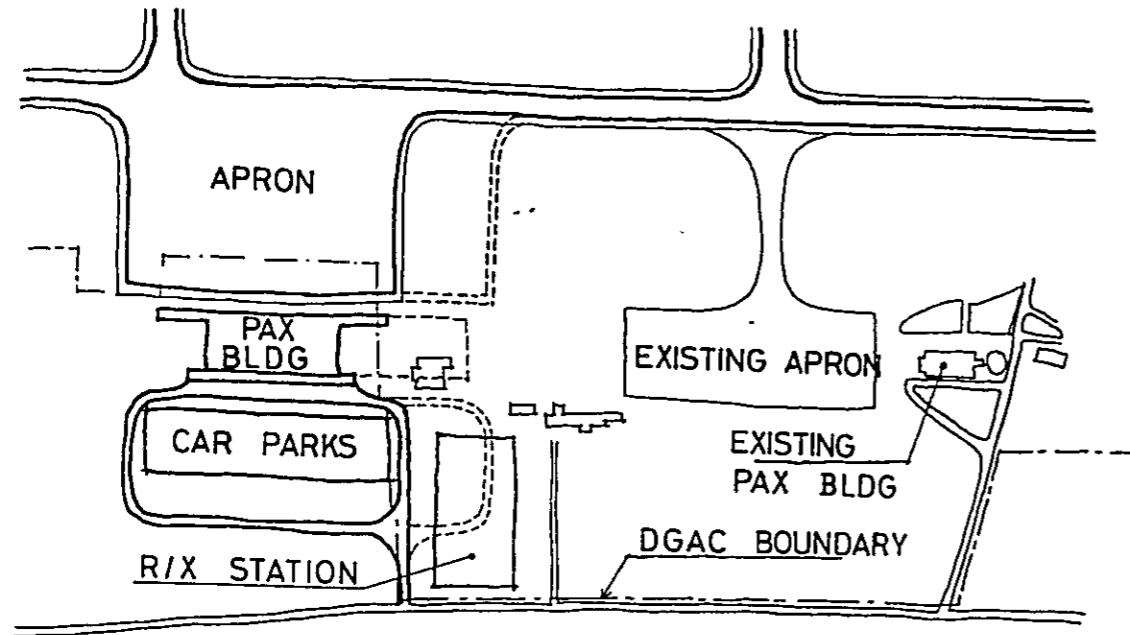 APRON
PAX
BLDG
EXISTING APRON
CAR PARKS
EXISTING
PAX BLDG
DGAC BOUNDARY
R/X STATION